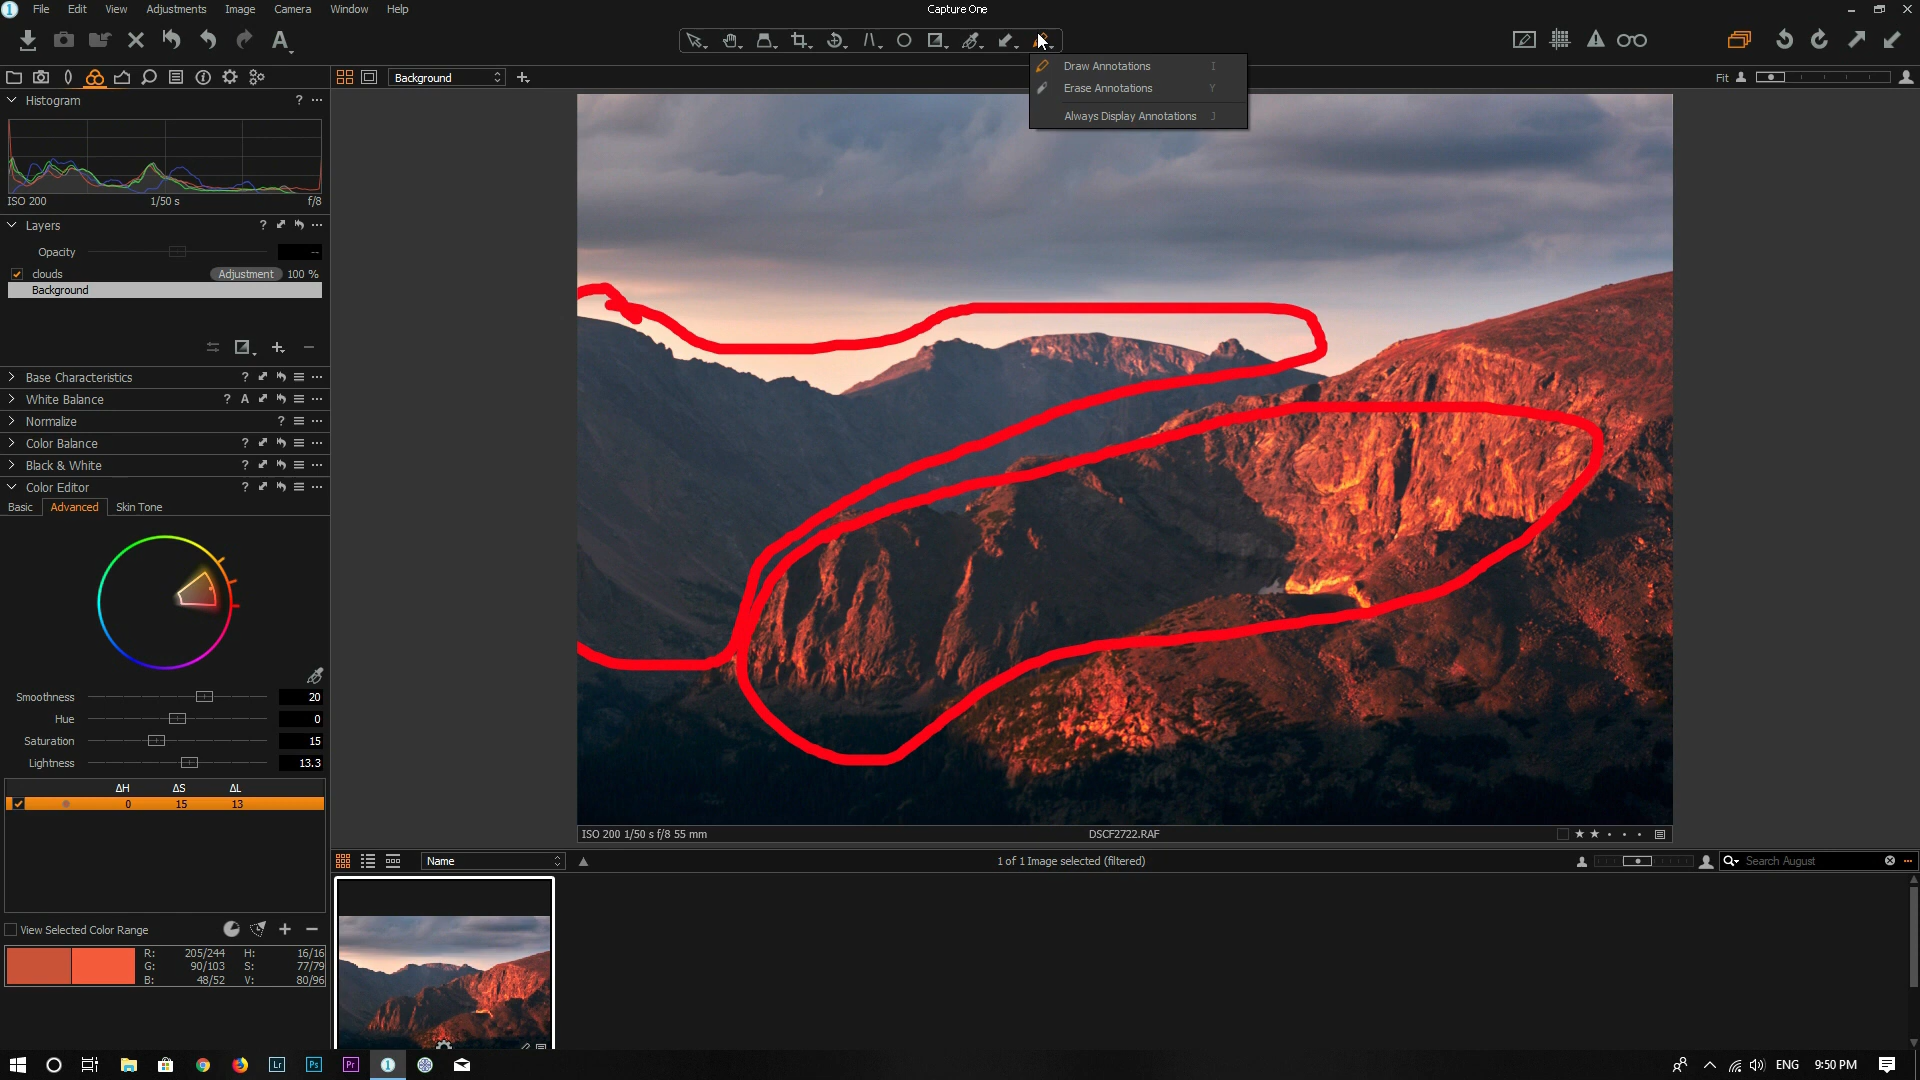 1 File Edit View Adjustments Image Camera Window Help
Capture One
A
Background
Fit
Draw Annotations I
Erase Annotations Y
Always Display Annotations J
Histogram ?
ISO 200 1/50 s f/8
Layers ?
Opacity --
clouds Adjustment 100 %
Background
Base Characteristics ?
White Balance ? A
Normalize ?
Color Balance ?
Black & White ?
Color Editor ?
Basic Advanced Skin Tone
Smoothness 20
Hue 0
Saturation 15
Lightness 13.3
ΔH ΔS ΔL
0 15 13
View Selected Color Range
R: 205/244 H: 16/16
G: 90/103 S: 77/79
B: 48/52 V: 80/96
ISO 200 1/50 s f/8 55 mm
DSCF2722.RAF
Name
1 of 1 Image selected (filtered)
Search August
Lr Ps Pr 1
ENG 9:50 PM